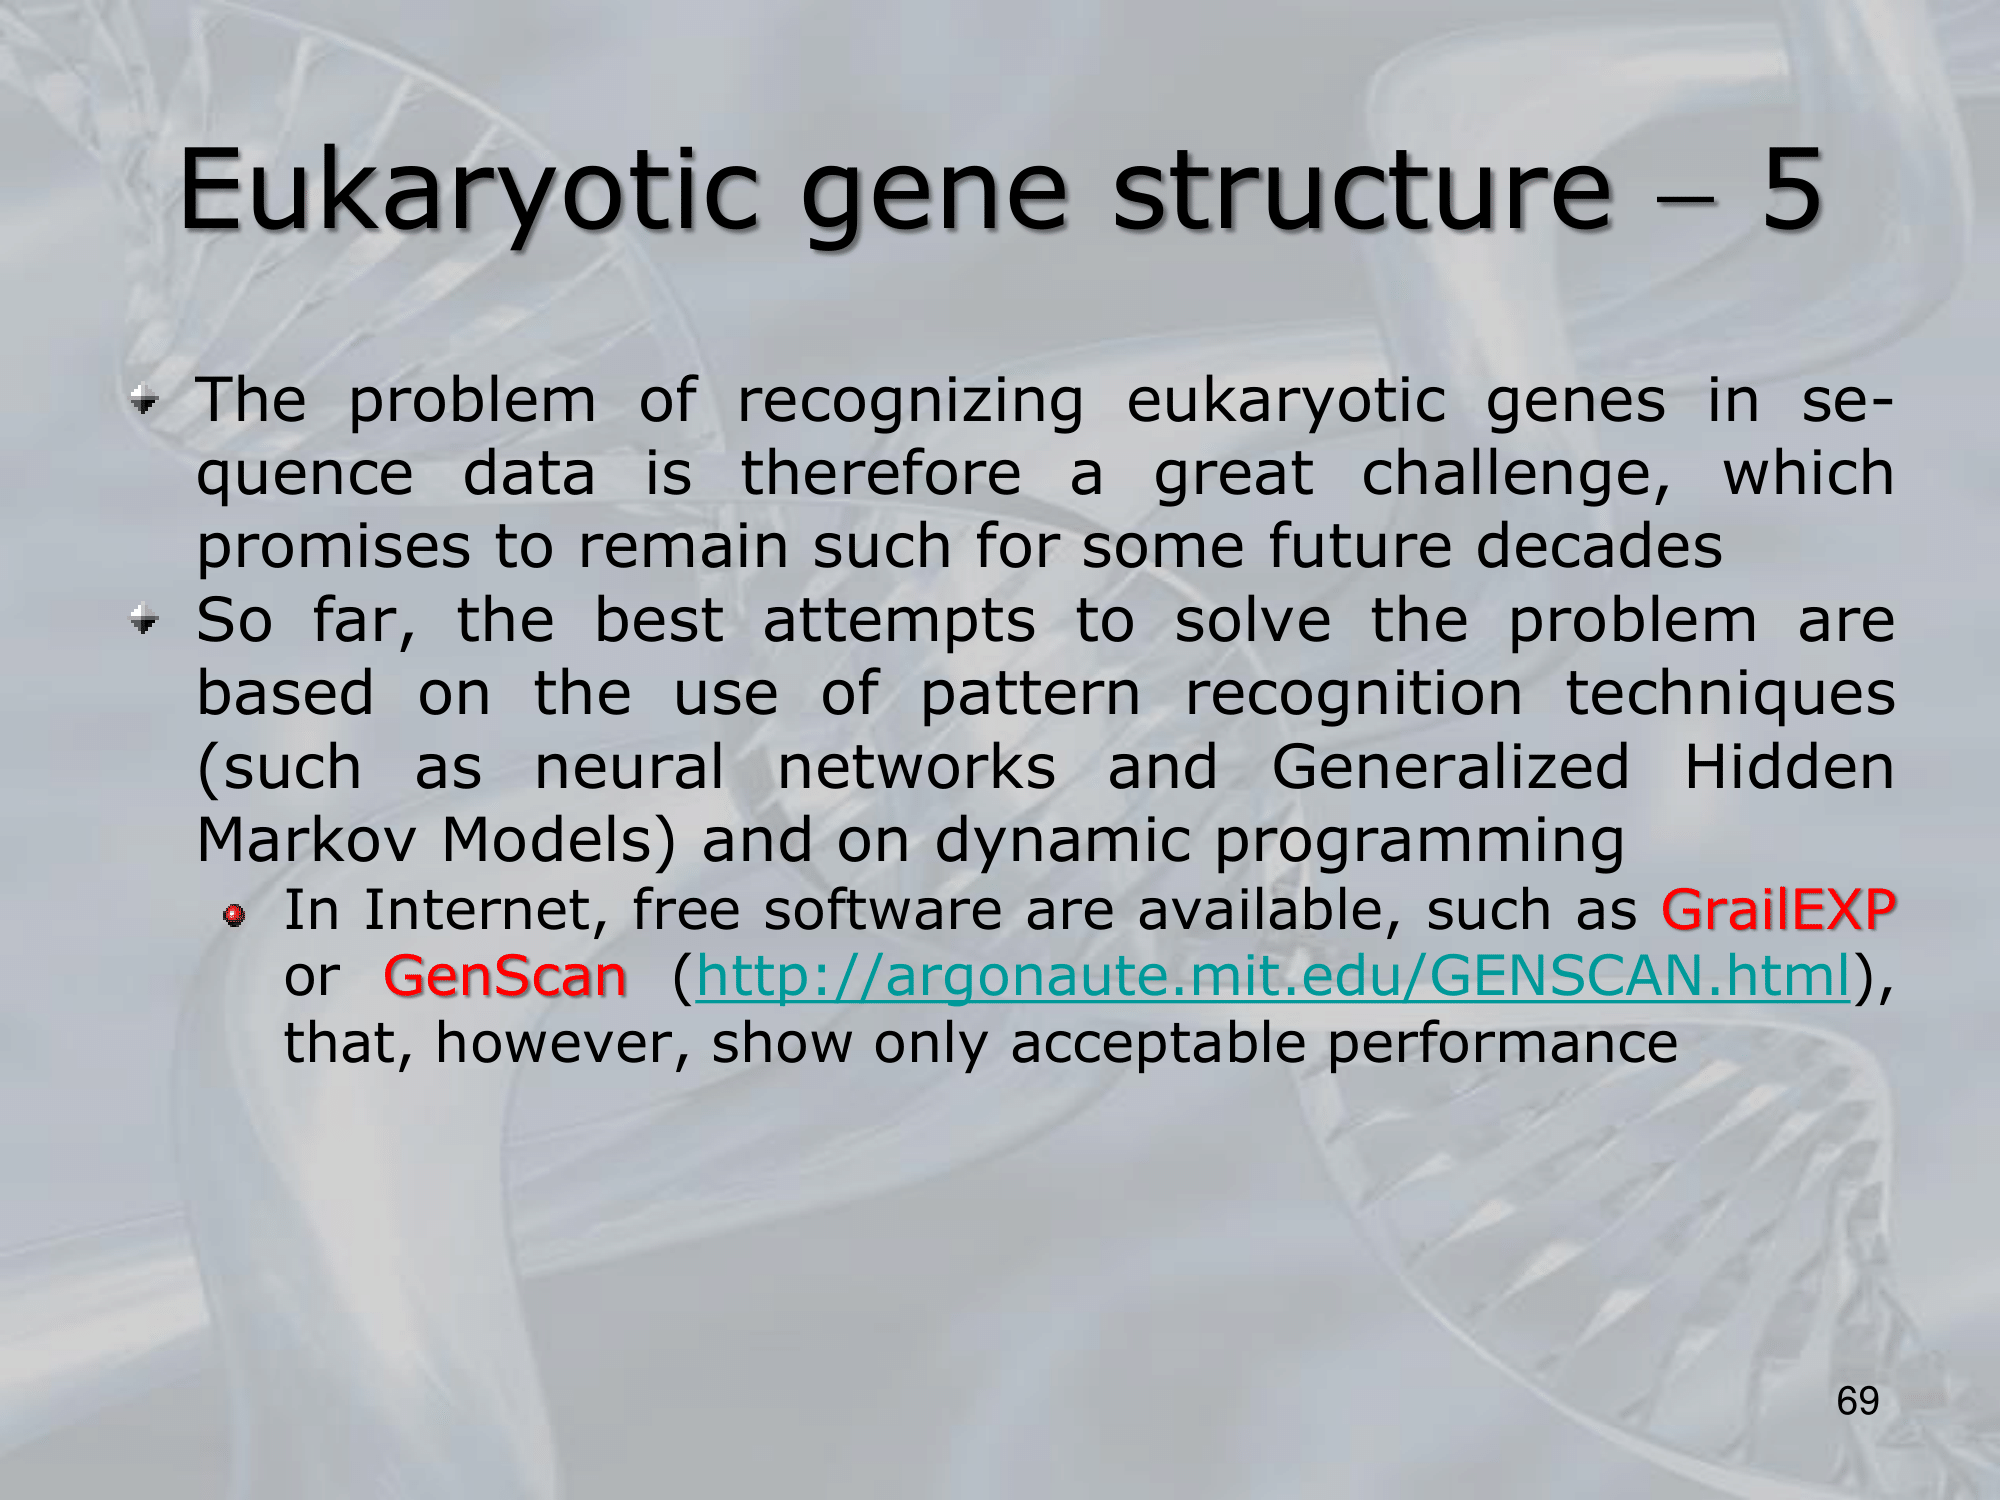 Eukaryotic gene structure – 5
The problem of recognizing eukaryotic genes in se-
quence data is therefore a great challenge, which
promises to remain such for some future decades
So far, the best attempts to solve the problem are
based on the use of pattern recognition techniques
(such as neural networks and Generalized Hidden
Markov Models) and on dynamic programming
In Internet, free software are available, such as GrailEXP
or GenScan (http://argonaute.mit.edu/GENSCAN.html),
that, however, show only acceptable performance
69